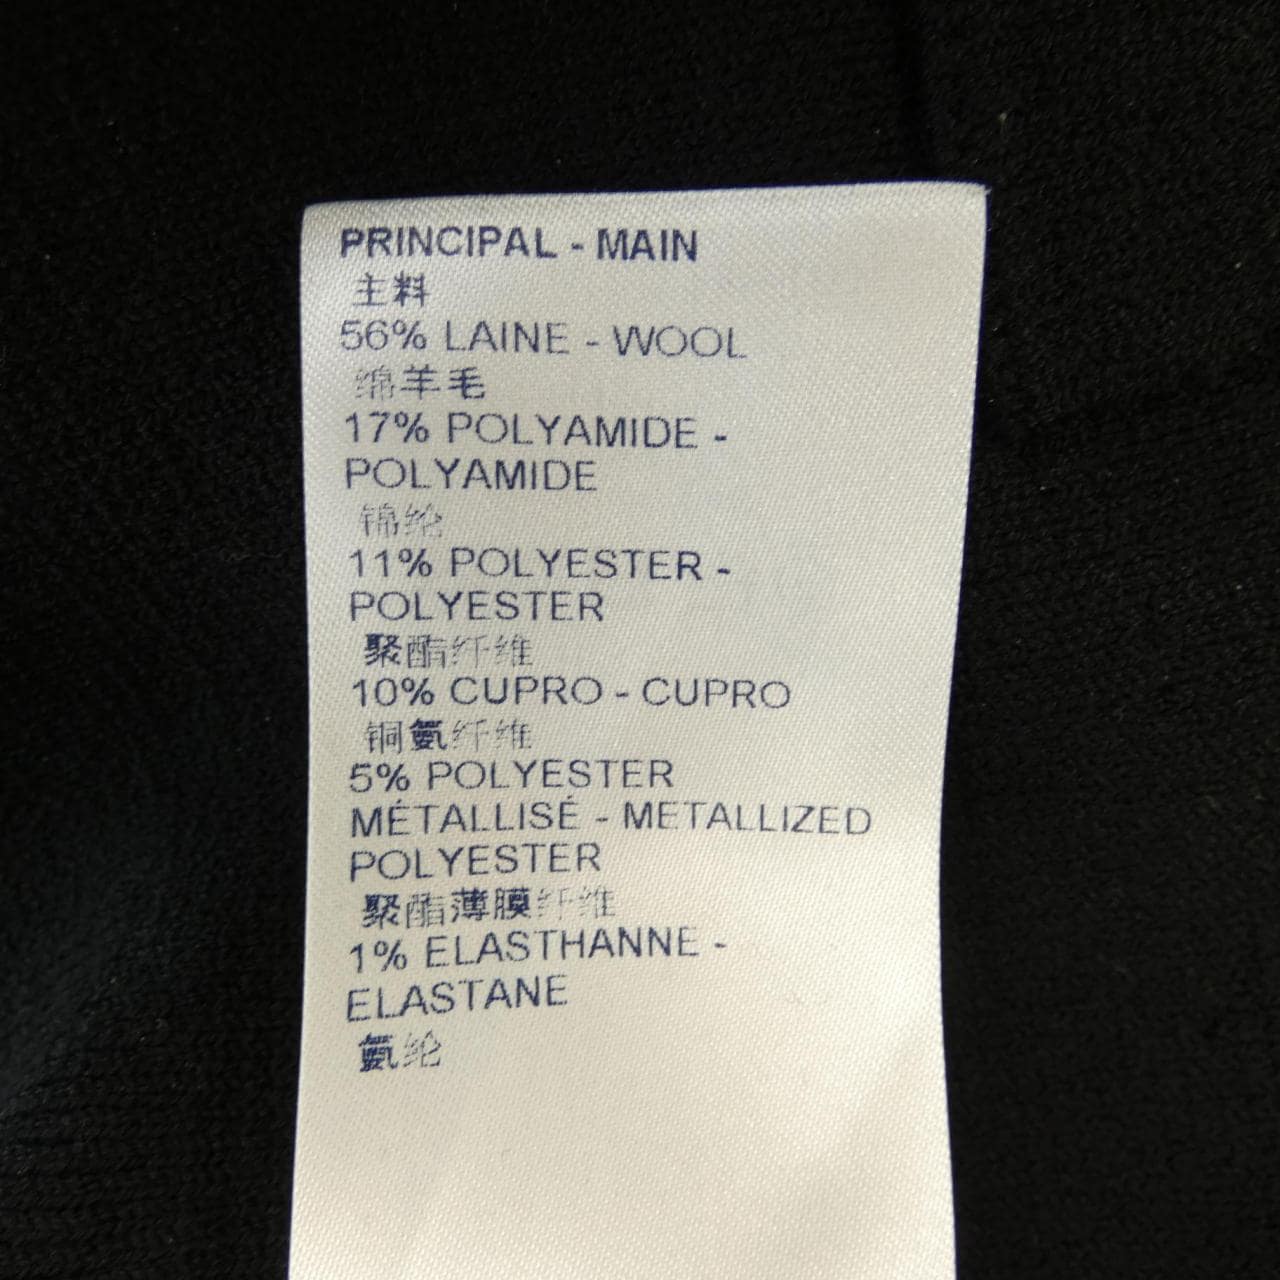 PRINCIPAL - MAIN
主料
56% LAINE - WOOL
绵羊毛
17% POLYAMIDE -
POLYAMIDE
锦纶
11% POLYESTER -
POLYESTER
聚酯纤维
10% CUPRO - CUPRO
铜氨纤维
5% POLYESTER
MÉTALLISÉ - METALLIZED
POLYESTER
聚酯薄膜纤维
1% ELASTHANNE -
ELASTANE
氨纶